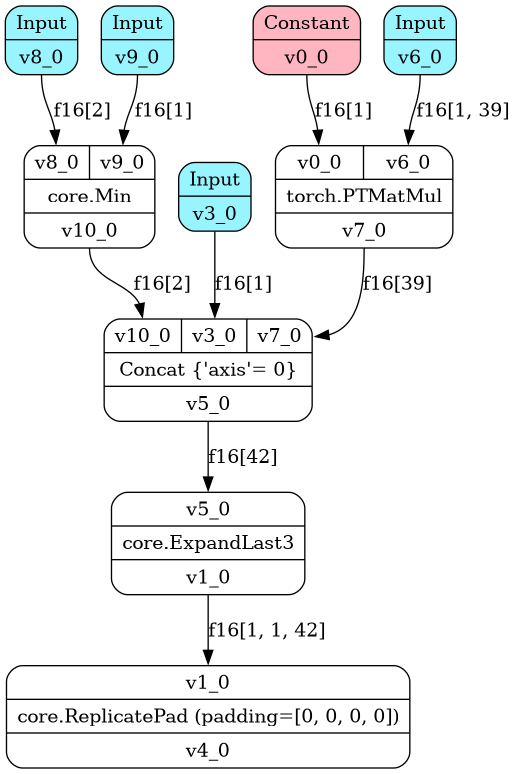 Input
v8_0
Input
v9_0
Constant
v0_0
Input
v6_0
f16[2]
f16[1]
f16[1]
f16[1, 39]
v8_0 v9_0
core.Min
v10_0
Input
v3_0
v0_0 v6_0
torch.PTMatMul
v7_0
f16[2]
f16[1]
f16[39]
v10_0 v3_0 v7_0
Concat {'axis'= 0}
v5_0
f16[42]
v5_0
core.ExpandLast3
v1_0
f16[1, 1, 42]
v1_0
core.ReplicatePad (padding=[0, 0, 0, 0])
v4_0